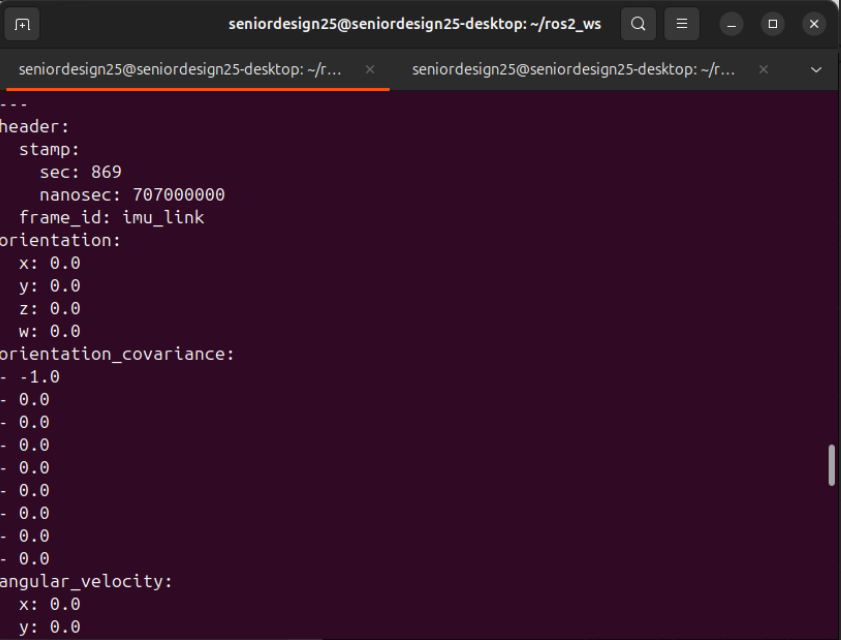 seniordesign25@seniordesign25-desktop: ~/ros2_ws
seniordesign25@seniordesign25-desktop: ~/r...
seniordesign25@seniordesign25-desktop: ~/r...
---
header:
  stamp:
    sec: 869
    nanosec: 707000000
  frame_id: imu_link
orientation:
  x: 0.0
  y: 0.0
  z: 0.0
  w: 0.0
orientation_covariance:
- -1.0
- 0.0
- 0.0
- 0.0
- 0.0
- 0.0
- 0.0
- 0.0
- 0.0
angular_velocity:
  x: 0.0
  y: 0.0